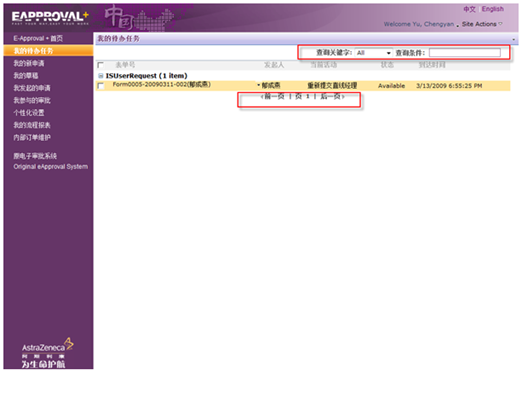 EAPPROVAL+
中国
中文 English
Welcome Yu, Chengyan
Site Actions
E-Approval • 首页
我的待办任务
我的待办任务
查询关键字: All 查询条件:
我的新申请
我的草稿
我发起的申请
我参与的审批
个性化设置
我的流程报表
内部订单维护
原电子审批系统
Original eApproval System
表单号 发起人 当前活动 状态 到达时间
ISUserRequest (1 item)
Form0005-20090311-002(郁成燕) 郁成燕 重新提交直线经理 Available 3/13/2009 6:55:25 PM
‹前一页 | 页 1 | 后一页›
AstraZeneca
阿斯利康
为生命护航